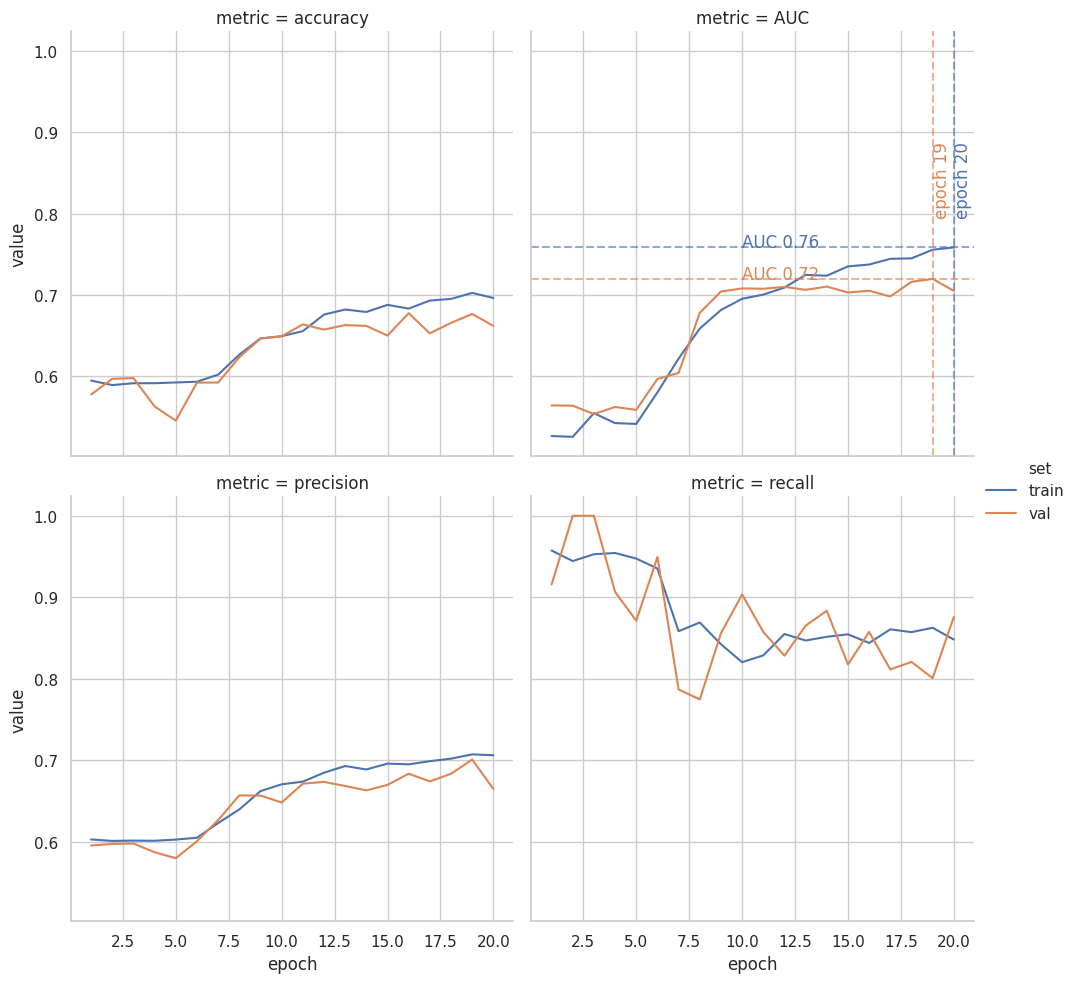 metric = accuracy
metric = AUC
1.0
0.9
0.8
0.7
0.6
value
epoch 19
epoch 20
AUC 0.76
AUC 0.72
set
train
val
metric = precision
metric = recall
1.0
0.9
0.8
0.7
0.6
value
2.5 5.0 7.5 10.0 12.5 15.0 17.5 20.0
2.5 5.0 7.5 10.0 12.5 15.0 17.5 20.0
epoch
epoch